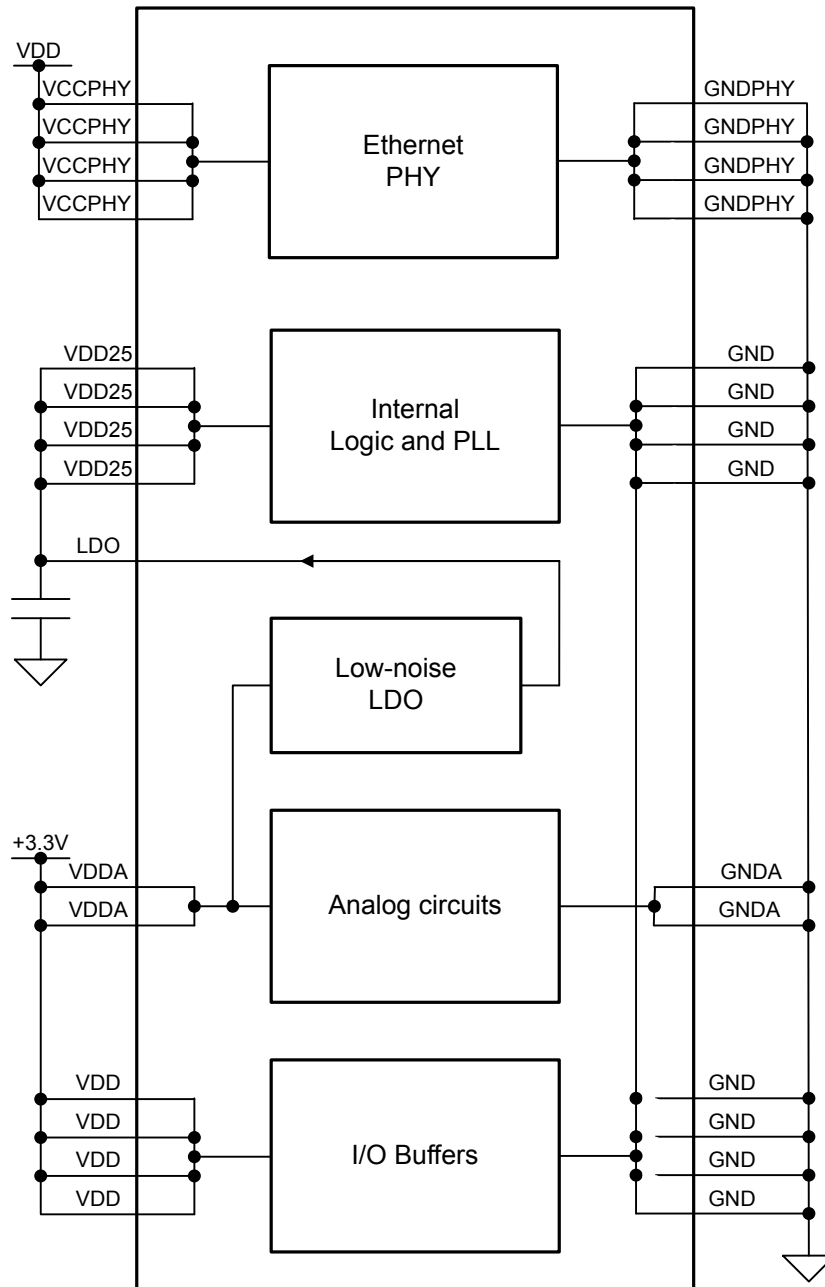 VDD
VCCPHY
VCCPHY
VCCPHY
VCCPHY
Ethernet
PHY
GNDPHY
GNDPHY
GNDPHY
GNDPHY
VDD25
VDD25
VDD25
VDD25
Internal
Logic and PLL
GND
GND
GND
GND
LDO
Low-noise
LDO
+3.3V
VDDA
VDDA
Analog circuits
GNDA
GNDA
VDD
VDD
VDD
VDD
I/O Buffers
GND
GND
GND
GND